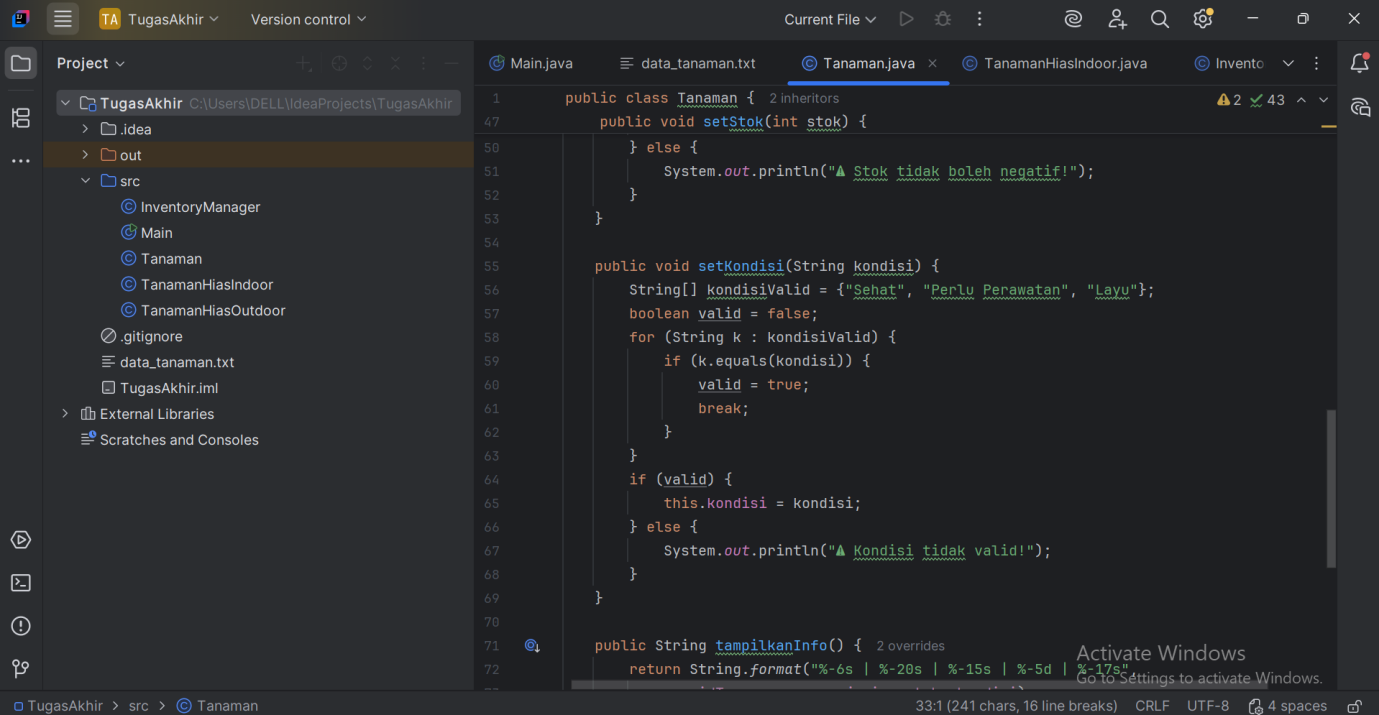 TA TugasAkhir Version control Current File
Project
TugasAkhir C:\Users\DELL\IdeaProjects\TugasAkhir
.idea
out
src
InventoryManager
Main
Tanaman
TanamanHiasIndoor
TanamanHiasOutdoor
.gitignore
data_tanaman.txt
TugasAkhir.iml
External Libraries
Scratches and Consoles
Main.java data_tanaman.txt Tanaman.java TanamanHiasIndoor.java Invento
1 public class Tanaman { 2 inheritors 2 43
47 public void setStok(int stok) {
50 } else {
51 System.out.println("⚠ Stok tidak boleh negatif!");
52 }
53 }
54
55 public void setKondisi(String kondisi) {
56 String[] kondisiValid = {"Sehat", "Perlu Perawatan", "Layu"};
57 boolean valid = false;
58 for (String k : kondisiValid) {
59 if (k.equals(kondisi)) {
60 valid = true;
61 break;
62 }
63 }
64 if (valid) {
65 this.kondisi = kondisi;
66 } else {
67 System.out.println("⚠ Kondisi tidak valid!");
68 }
69 }
70
71 public String tampilkanInfo() { 2 overrides
72 return String.format("%-6s | %-20s | %-15s | %-5d | %-17s",
Activate Windows
Go to Settings to activate Windows.
TugasAkhir > src > Tanaman 33:1 (241 chars, 16 line breaks) CRLF UTF-8 4 spaces